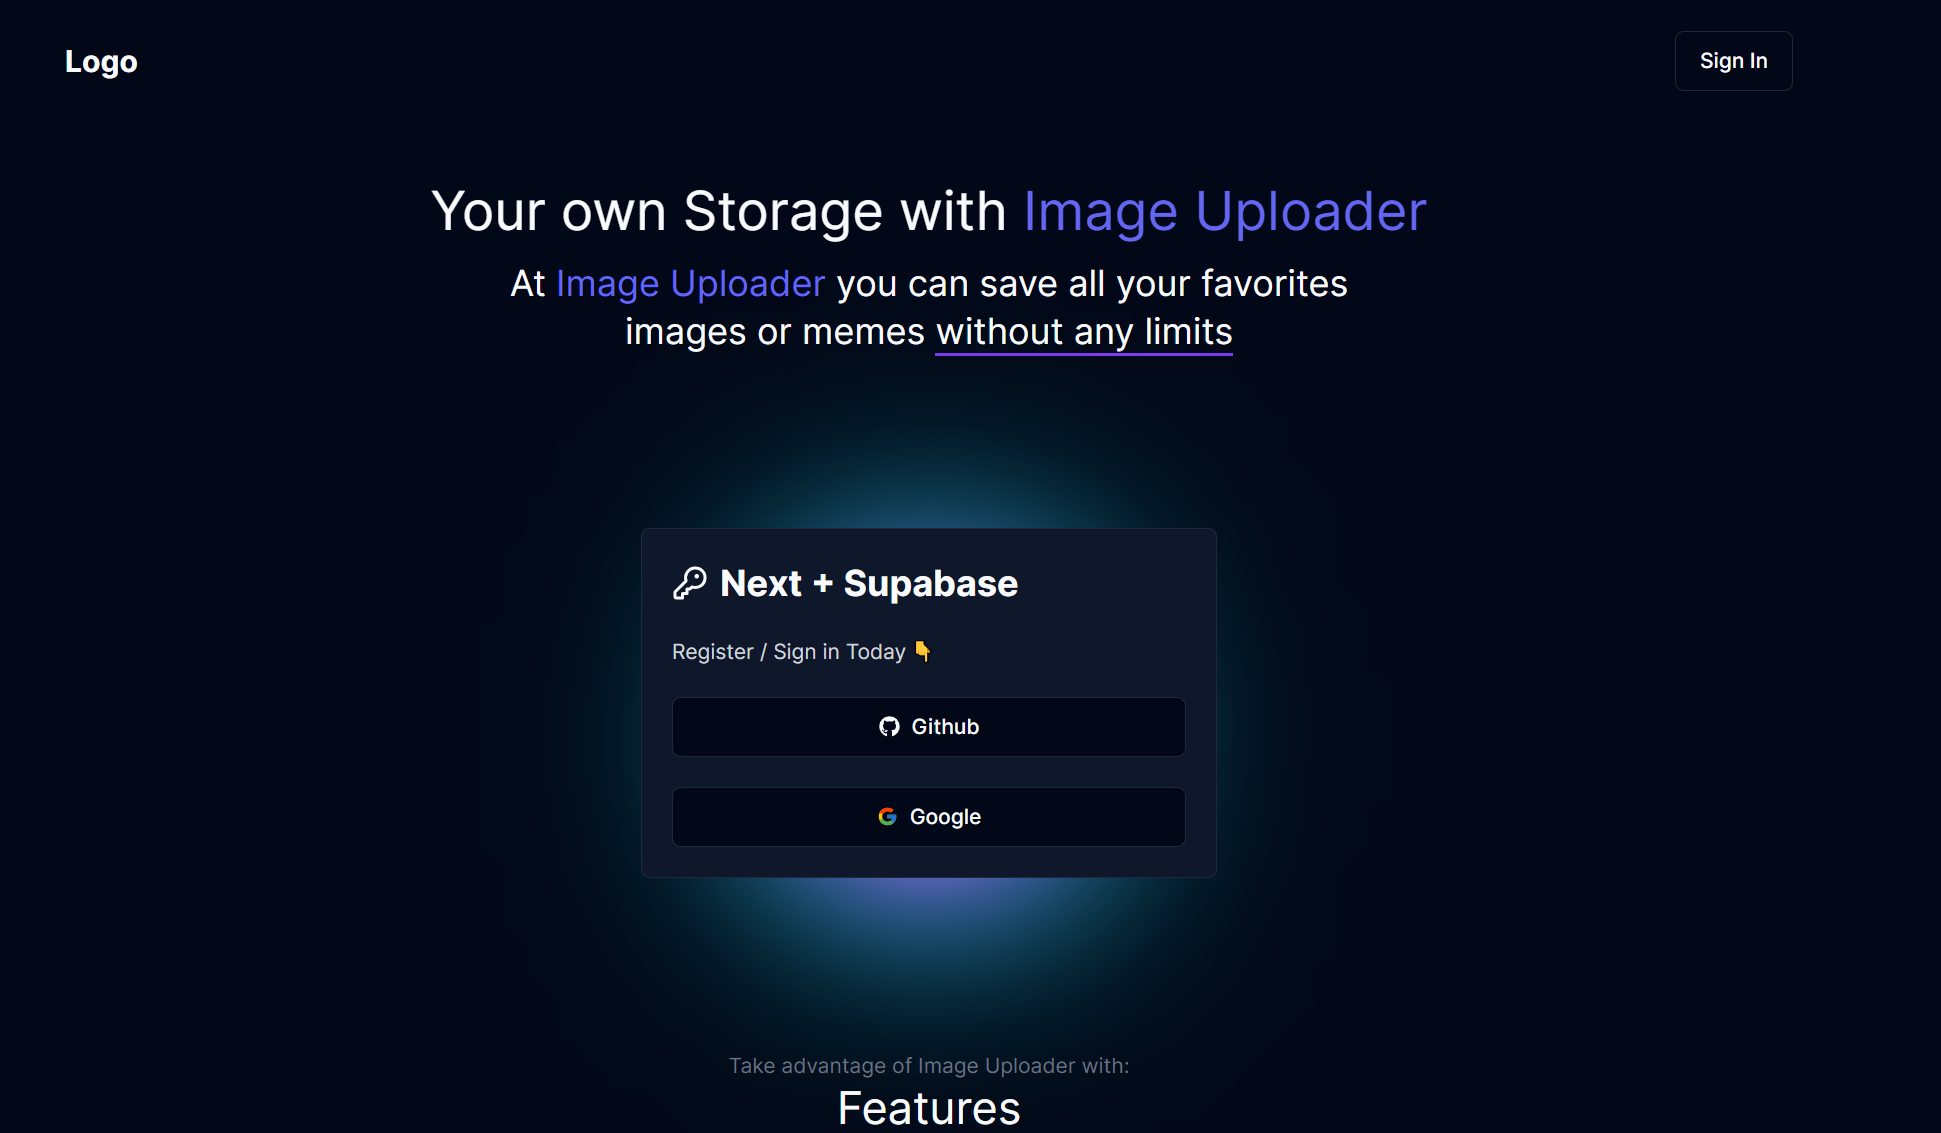 Logo
Sign In
Your own Storage with Image Uploader
At Image Uploader you can save all your favorites
images or memes without any limits
Next + Supabase
Register / Sign in Today 👇
Github
Google
Take advantage of Image Uploader with:
Features